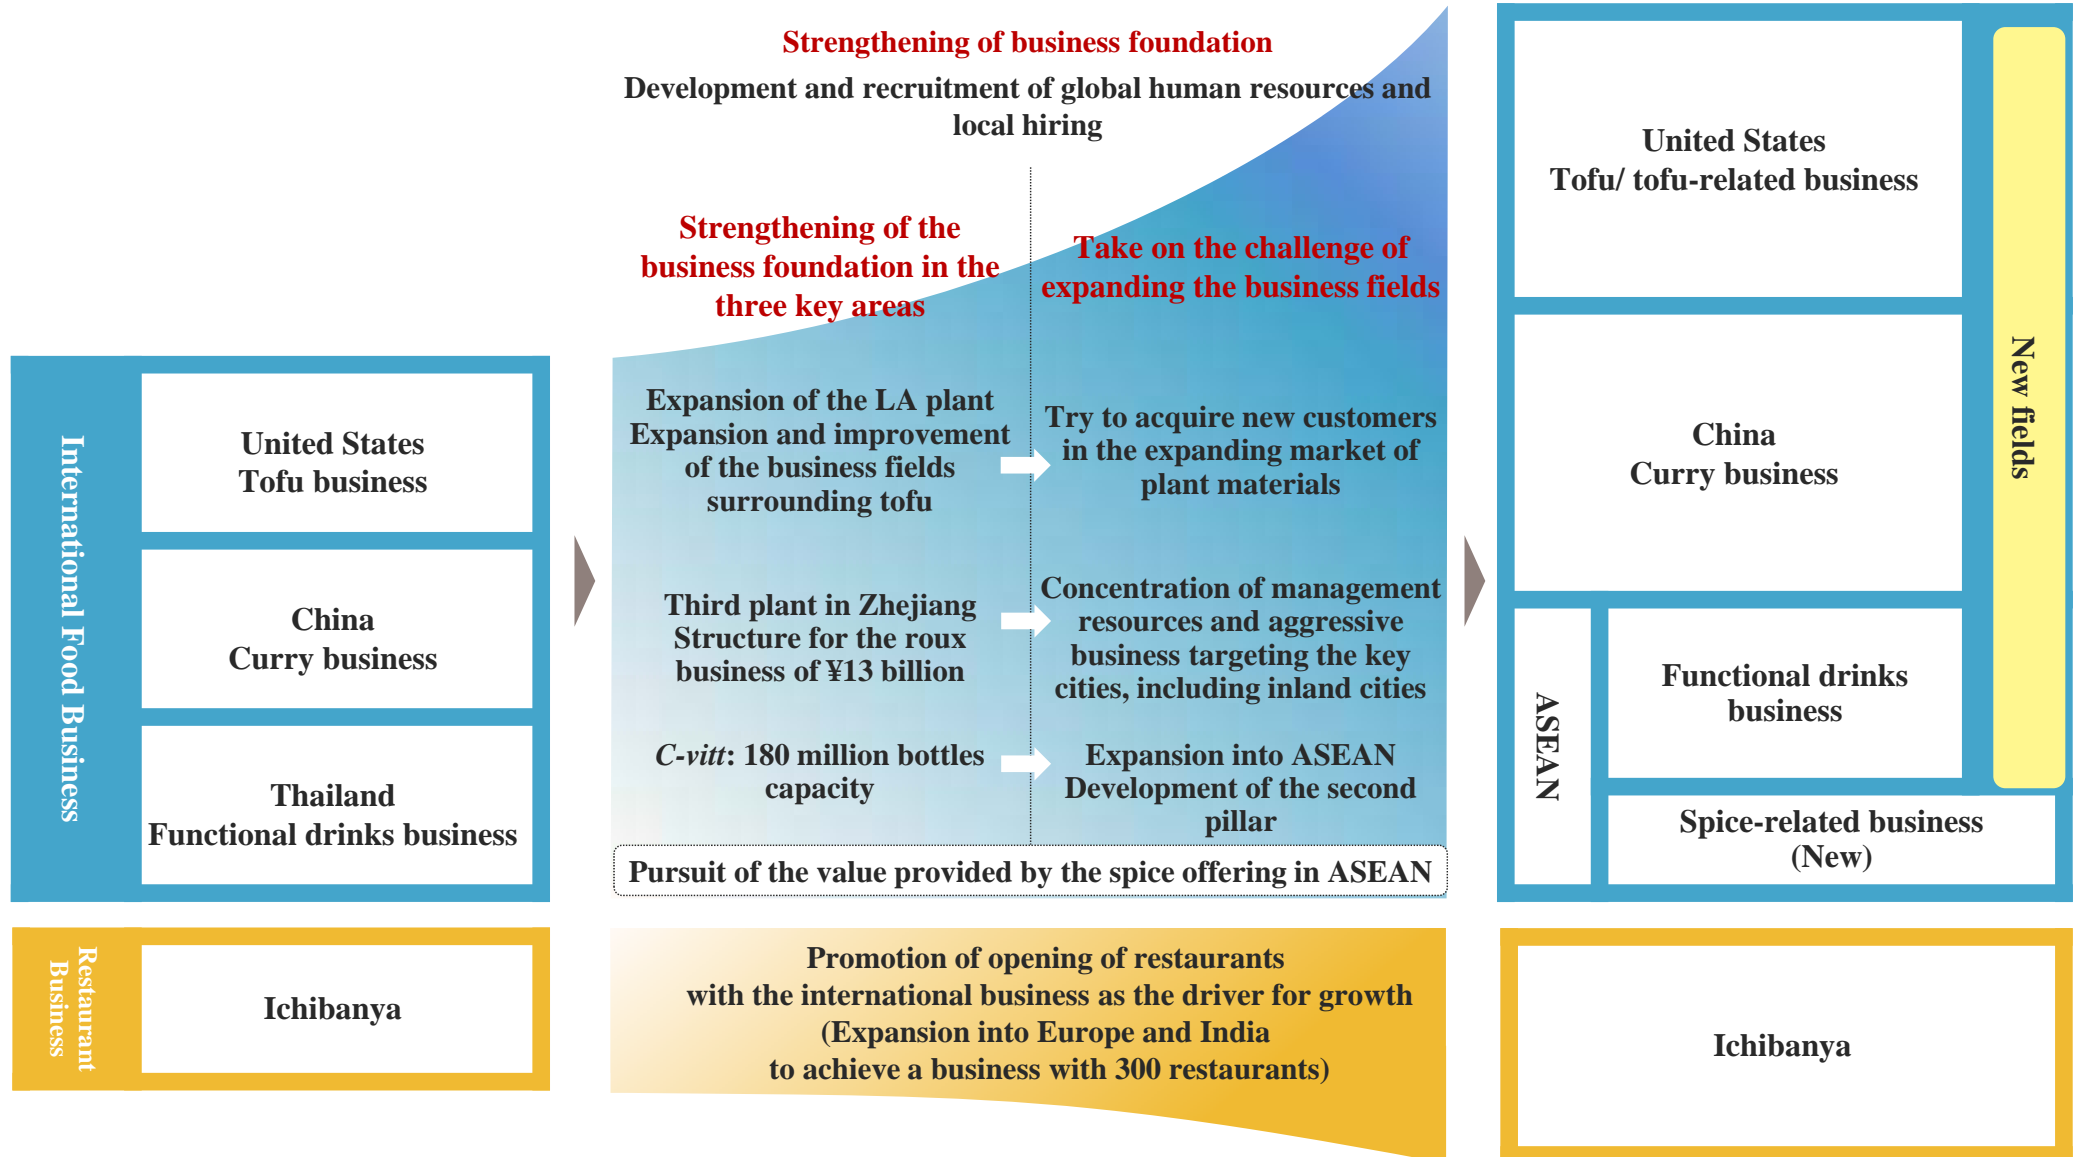 International Food Business
United States
Tofu business
China
Curry business
Thailand
Functional drinks business
Restaurant
Business
Ichibanya
Strengthening of business foundation
Development and recruitment of global human resources and
local hiring
Strengthening of the
business foundation in the
three key areas
Take on the challenge of
expanding the business fields
Expansion of the LA plant
Expansion and improvement
of the business fields
surrounding tofu
Try to acquire new customers
in the expanding market of
plant materials
Third plant in Zhejiang
Structure for the roux
business of ¥13 billion
Concentration of management
resources and aggressive
business targeting the key
cities, including inland cities
C-vitt: 180 million bottles
capacity
Expansion into ASEAN
Development of the second
pillar
Pursuit of the value provided by the spice offering in ASEAN
Promotion of opening of restaurants
with the international business as the driver for growth
(Expansion into Europe and India
to achieve a business with 300 restaurants)
United States
Tofu/ tofu-related business
China
Curry business
New fields
ASEAN
Functional drinks
business
Spice-related business
(New)
Ichibanya